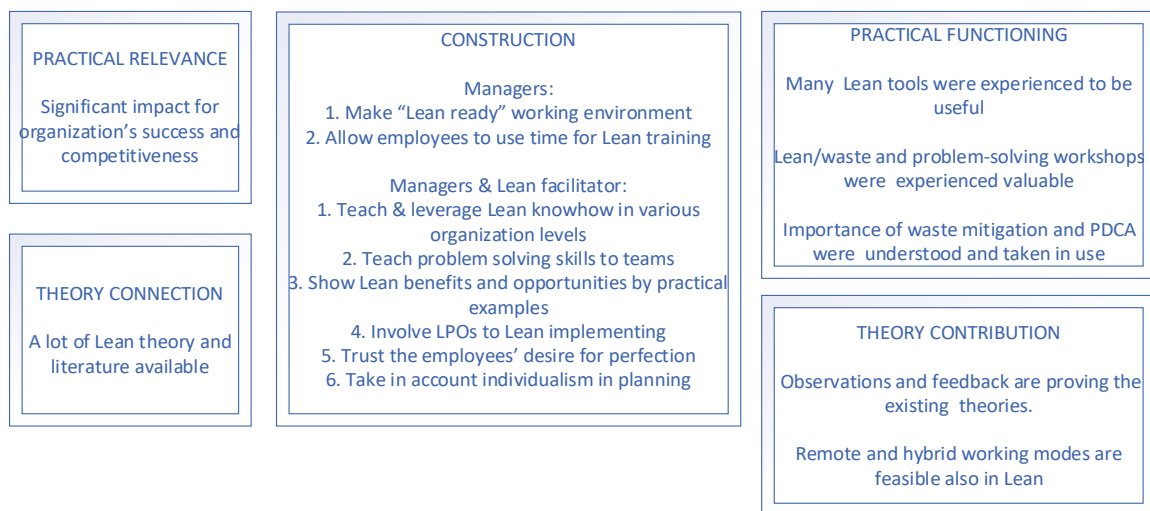 PRACTICAL RELEVANCE
Significant impact for
organization's success and
competitiveness
THEORY CONNECTION
A lot of Lean theory and
literature available
CONSTRUCTION
Managers:
1. Make “Lean ready” working environment
2. Allow employees to use time for Lean training
Managers & Lean facilitator:
1. Teach & leverage Lean knowhow in various
organization levels
2. Teach problem solving skills to teams
3. Show Lean benefits and opportunities by practical
examples
4. Involve LPOs to Lean implementing
5. Trust the employees’ desire for perfection
6. Take in account individualism in planning
PRACTICAL FUNCTIONING
Many Lean tools were experienced to be
useful
Lean/waste and problem-solving workshops
were experienced valuable
Importance of waste mitigation and PDCA
were understood and taken in use
THEORY CONTRIBUTION
Observations and feedback are proving the
existing theories.
Remote and hybrid working modes are
feasible also in Lean